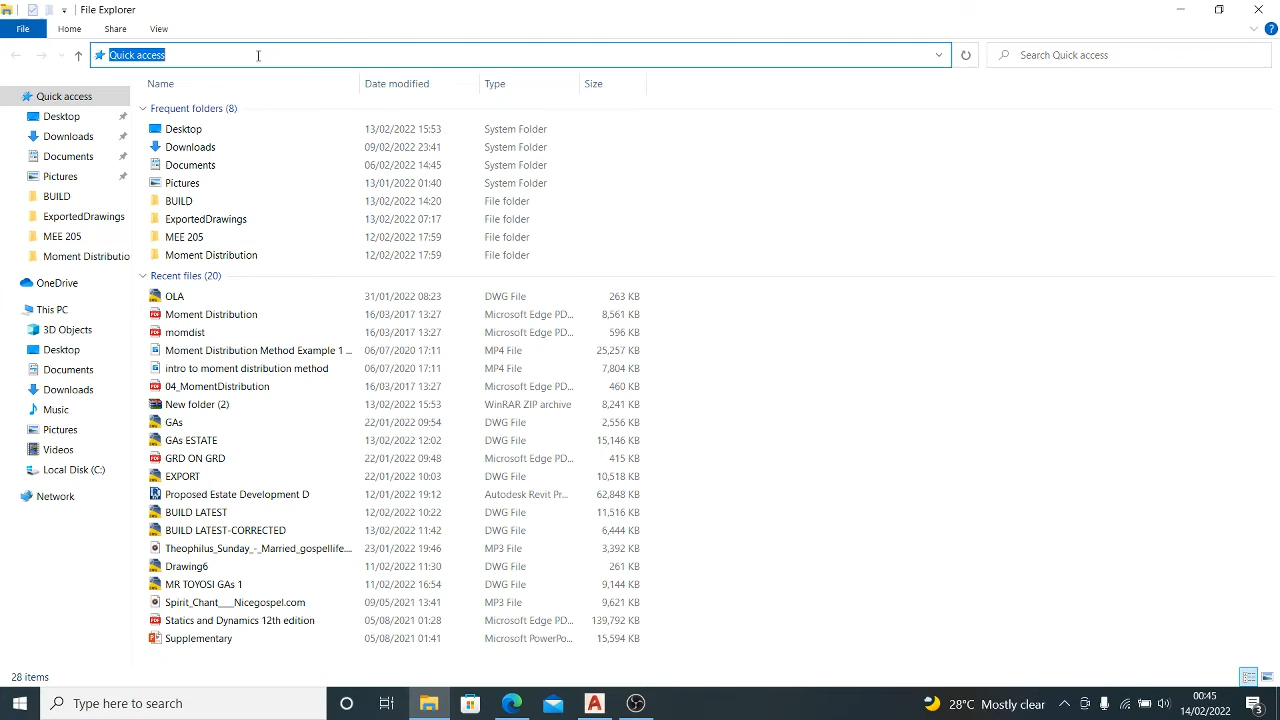 File Explorer
File Home Share View
Quick access
Search Quick access
Name Date modified Type Size
Quick access
Desktop
Downloads
Documents
Pictures
BUILD
ExportedDrawings
MEE 205
Moment Distributio
OneDrive
This PC
3D Objects
Desktop
Documents
Downloads
Music
Pictures
Videos
Local Disk (C:)
Network
Frequent folders (8)
Desktop 13/02/2022 15:53 System Folder
Downloads 09/02/2022 23:41 System Folder
Documents 06/02/2022 14:45 System Folder
Pictures 13/01/2022 01:40 System Folder
BUILD 13/02/2022 14:20 File folder
ExportedDrawings 13/02/2022 07:17 File folder
MEE 205 12/02/2022 17:59 File folder
Moment Distribution 12/02/2022 17:59 File folder
Recent files (20)
OLA 31/01/2022 08:23 DWG File 263 KB
Moment Distribution 16/03/2017 13:27 Microsoft Edge PD... 8,561 KB
momdist 16/03/2017 13:27 Microsoft Edge PD... 596 KB
Moment Distribution Method Example 1 ... 06/07/2020 17:11 MP4 File 25,257 KB
intro to moment distribution method 06/07/2020 17:11 MP4 File 7,804 KB
04_MomentDistribution 16/03/2017 13:27 Microsoft Edge PD... 460 KB
New folder (2) 13/02/2022 15:53 WinRAR ZIP archive 8,241 KB
GAs 22/01/2022 09:54 DWG File 2,556 KB
GAs ESTATE 13/02/2022 12:02 DWG File 15,146 KB
GRD ON GRD 22/01/2022 09:48 Microsoft Edge PD... 415 KB
EXPORT 22/01/2022 10:03 DWG File 10,518 KB
Proposed Estate Development D 12/01/2022 19:12 Autodesk Revit Pr... 62,848 KB
BUILD LATEST 12/02/2022 10:22 DWG File 11,516 KB
BUILD LATEST-CORRECTED 13/02/2022 11:42 DWG File 6,444 KB
Theophilus_Sunday_-_Married_gospellife... 23/01/2022 19:46 MP3 File 3,392 KB
Drawing6 11/02/2022 11:30 DWG File 261 KB
MR TOYOSI GAs 1 11/02/2022 16:54 DWG File 9,144 KB
Spirit_Chant___Nicegospel.com 09/05/2021 13:41 MP3 File 9,621 KB
Statics and Dynamics 12th edition 05/08/2021 01:28 Microsoft Edge PD... 139,792 KB
Supplementary 05/08/2021 01:41 Microsoft PowerPo... 15,594 KB
28 items
Type here to search
28°C Mostly clear
00:45
14/02/2022
3